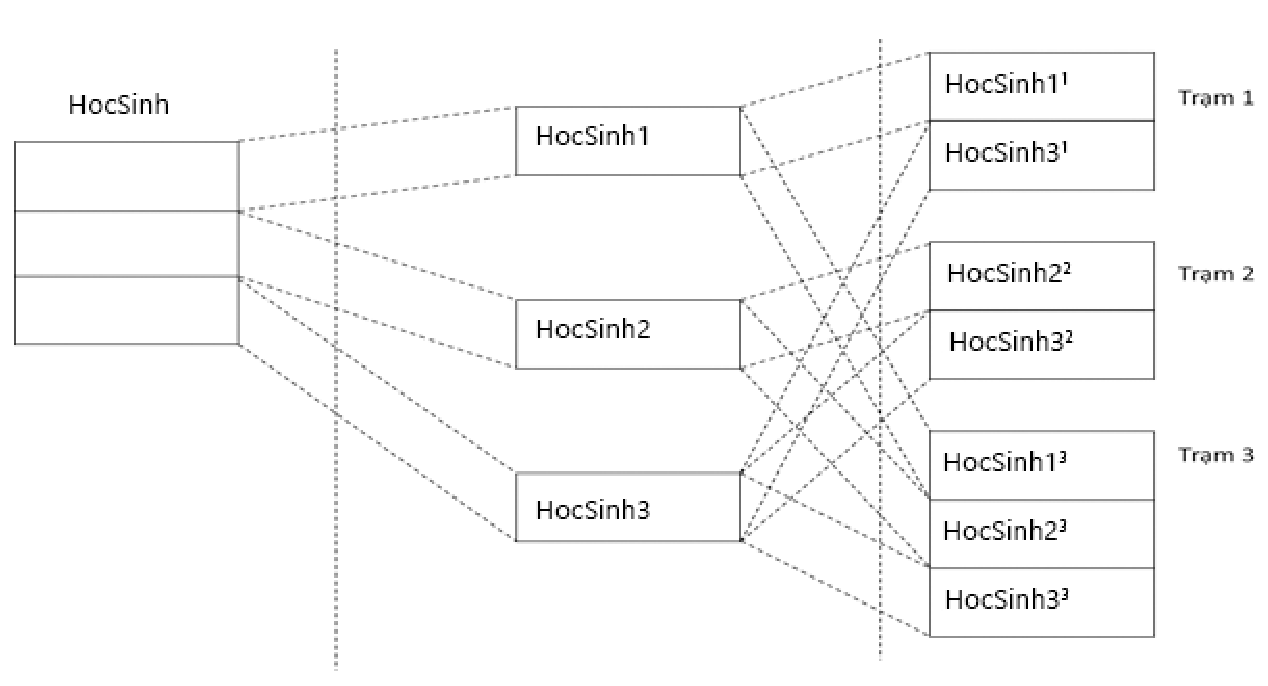 HocSinh
HocSinh1
HocSinh2
HocSinh3
HocSinh1¹
HocSinh3¹
Trạm 1
HocSinh2²
HocSinh3²
Trạm 2
HocSinh1³
HocSinh2³
HocSinh3³
Trạm 3